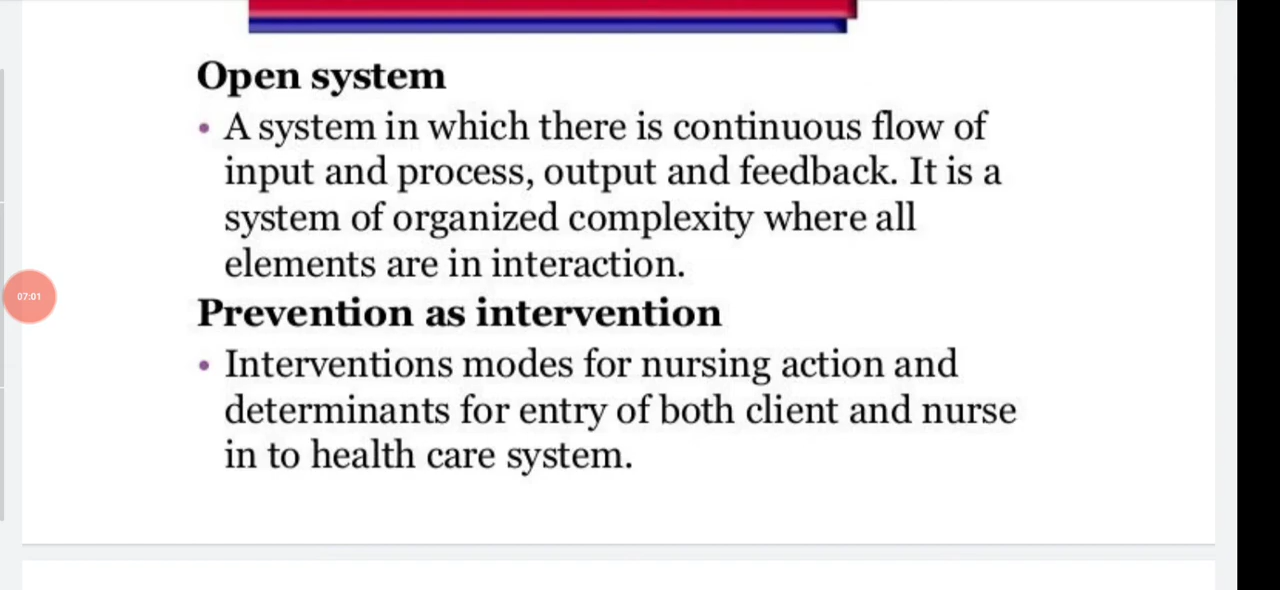 Open system
• A system in which there is continuous flow of
input and process, output and feedback. It is a
system of organized complexity where all
elements are in interaction.
07:01
Prevention as intervention
• Interventions modes for nursing action and
determinants for entry of both client and nurse
in to health care system.